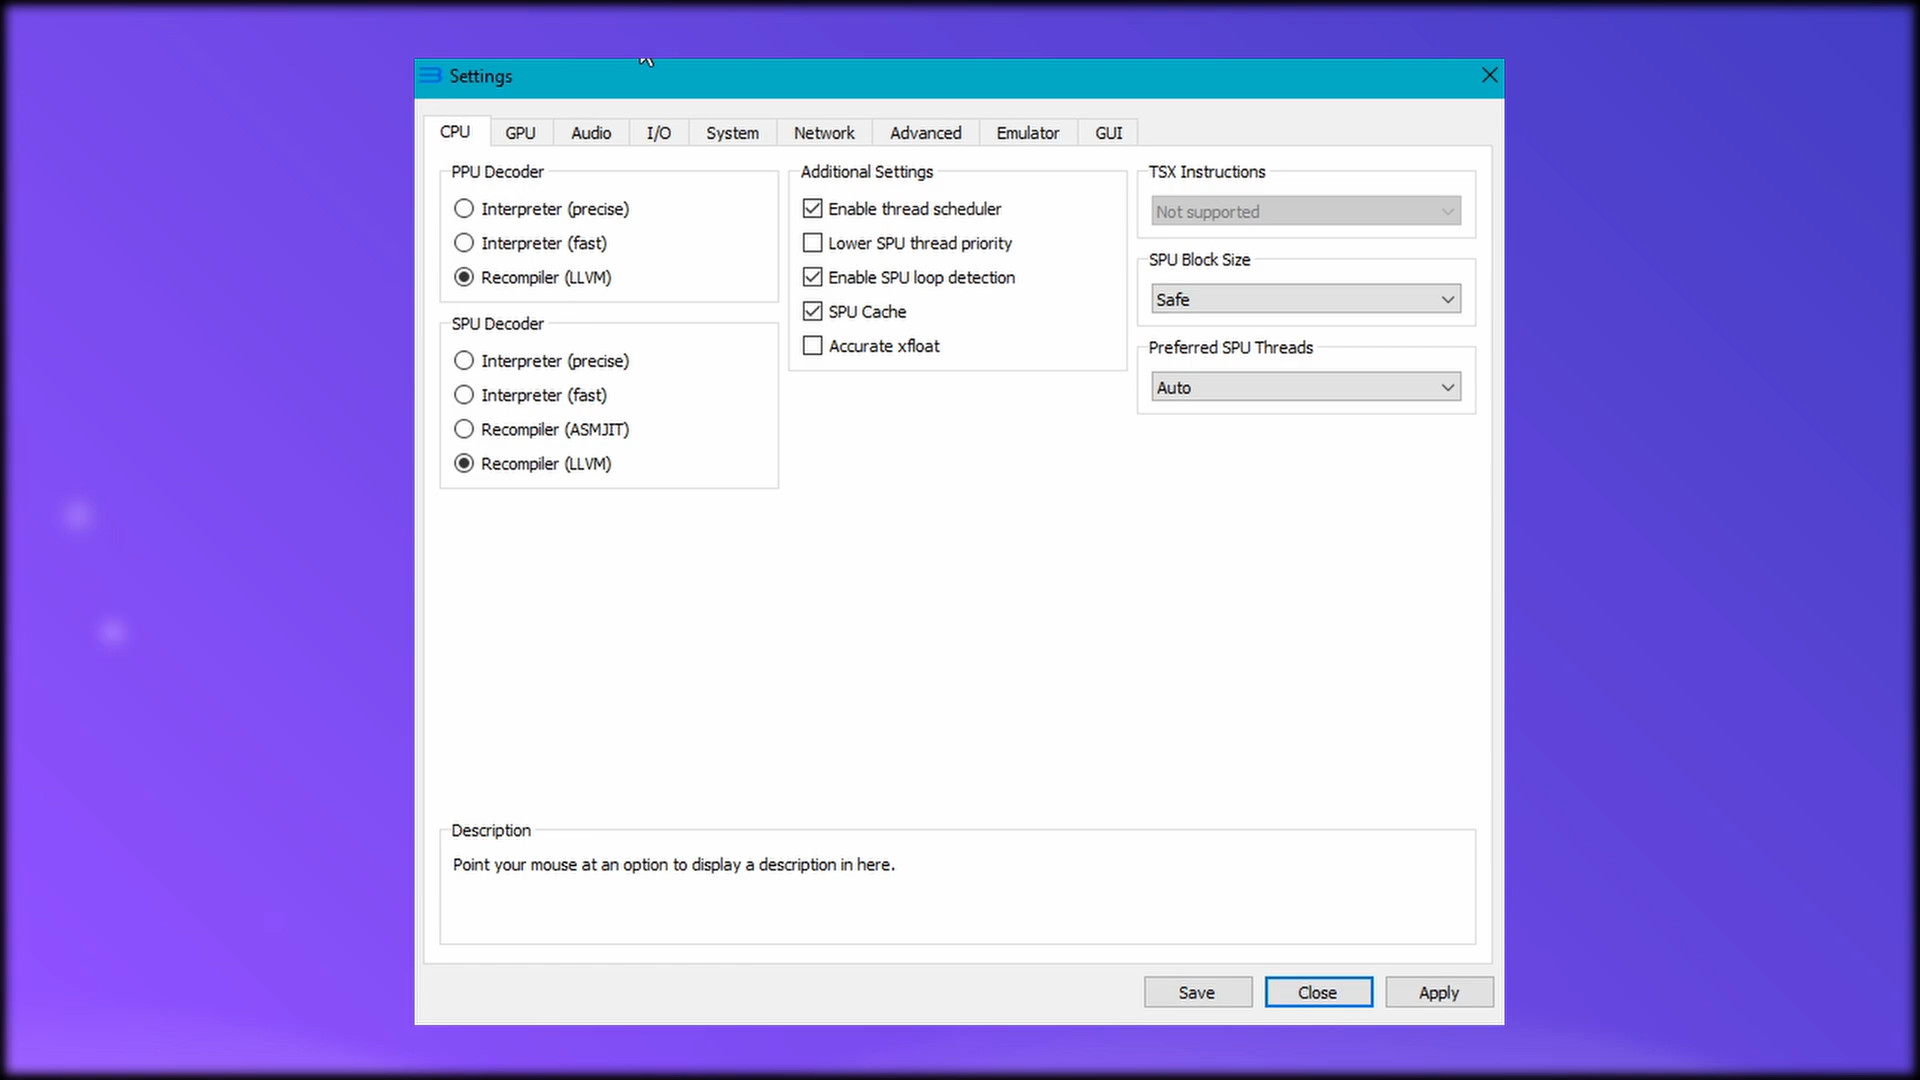 Settings
CPU
GPU
Audio
I/O
System
Network
Advanced
Emulator
GUI
PPU Decoder
Interpreter (precise)
Interpreter (fast)
Recompiler (LLVM)
SPU Decoder
Interpreter (precise)
Interpreter (fast)
Recompiler (ASMJIT)
Recompiler (LLVM)
Additional Settings
Enable thread scheduler
Lower SPU thread priority
Enable SPU loop detection
SPU Cache
Accurate xfloat
TSX Instructions
Not supported
SPU Block Size
Safe
Preferred SPU Threads
Auto
Description
Point your mouse at an option to display a description in here.
Save
Close
Apply